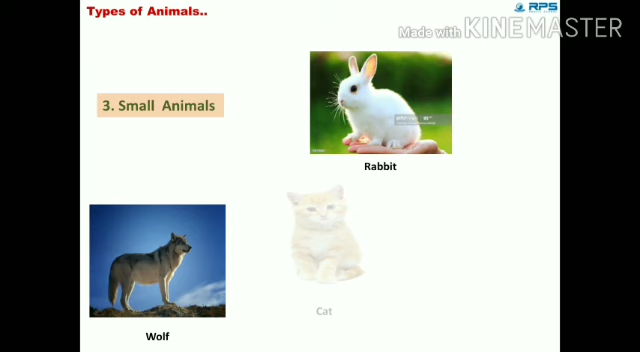 Types of Animals..
RPS
Made with KINEMASTER
3. Small Animals
Rabbit
Cat
Wolf